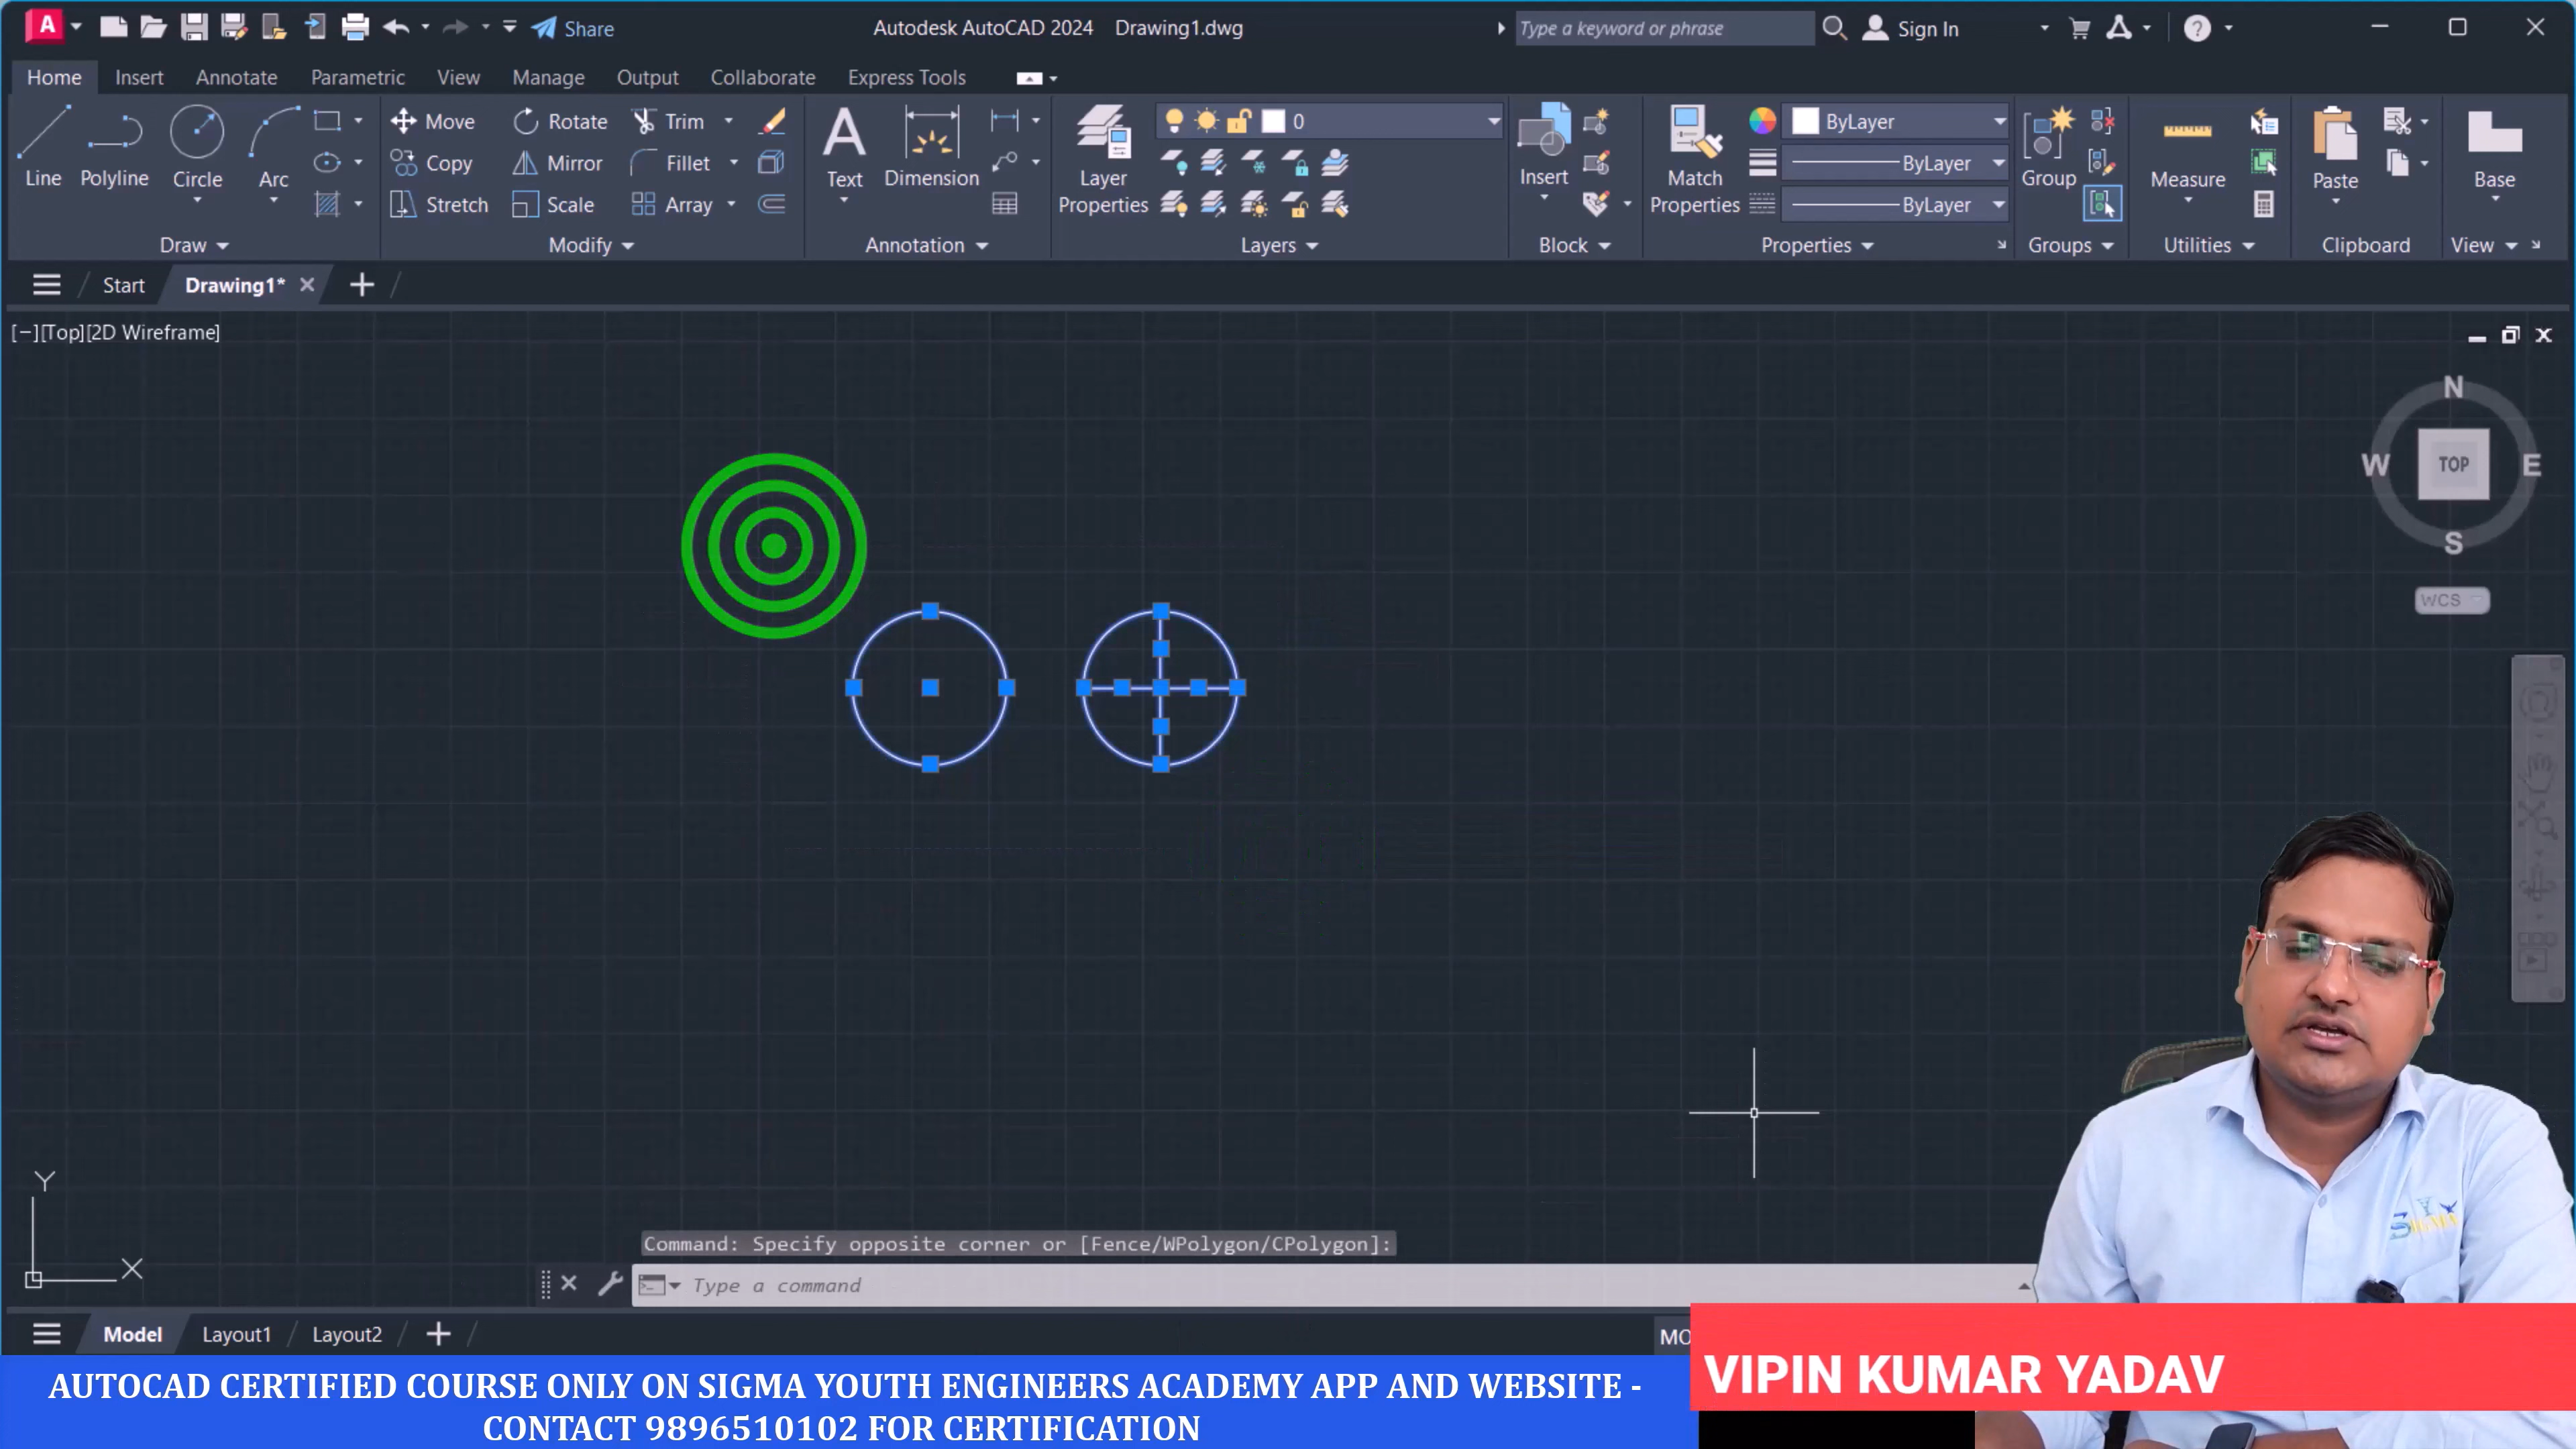 A
Share
Autodesk AutoCAD 2024 Drawing1.dwg
Type a keyword or phrase
Sign In
Home Insert Annotate Parametric View Manage Output Collaborate Express Tools
Line Polyline Circle Arc
Draw
Move Rotate Trim
Copy Mirror Fillet
Stretch Scale Array
Modify
Text Dimension
Annotation
Layer
Properties
0
Layers
Insert
Block
Match
Properties
ByLayer
ByLayer
ByLayer
Properties
Group
Groups
Measure
Utilities
Paste
Clipboard
Base
View
Start Drawing1*
[−][Top][2D Wireframe]
N
W TOP E
S
WCS
Y
X
Command: Specify opposite corner or [Fence/WPolygon/CPolygon]:
Type a command
Model Layout1 Layout2
MO
AUTOCAD CERTIFIED COURSE ONLY ON SIGMA YOUTH ENGINEERS ACADEMY APP AND WEBSITE -
CONTACT 9896510102 FOR CERTIFICATION
VIPIN KUMAR YADAV